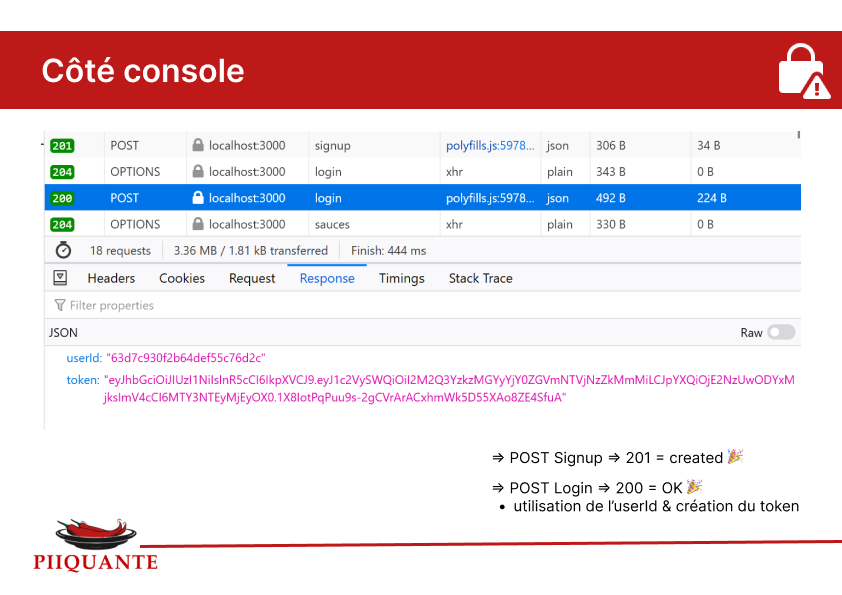 Côté console
201 POST localhost:3000 signup polyfills.js:5978... json 306 B 34 B
204 OPTIONS localhost:3000 login xhr plain 343 B 0 B
200 POST localhost:3000 login polyfills.js:5978... json 492 B 224 B
204 OPTIONS localhost:3000 sauces xhr plain 330 B 0 B
18 requests 3.36 MB / 1.81 kB transferred Finish: 444 ms
Headers Cookies Request Response Timings Stack Trace
Filter properties
JSON Raw
userId: "63d7c930f2b64def55c76d2c"
token: "eyJhbGciOiJIUzI1NiIsInR5cCI6IkpXVCJ9.eyJ1c2VySWQiOiI2M2Q3YzkzMGYyYjY0ZGVmNTVjNzZkMmMiLCJpYXQiOjE2NzUwODYxM
jksImV4cCI6MTY3NTEyMjEyOX0.1X8IotPqPuu9s-2gCVrArACxhmWk5D55XAo8ZE4SfuA"
⇒ POST Signup ⇒ 201 = created 🎉
⇒ POST Login ⇒ 200 = OK 🎉
• utilisation de l'userId & création du token
PIIQUANTE